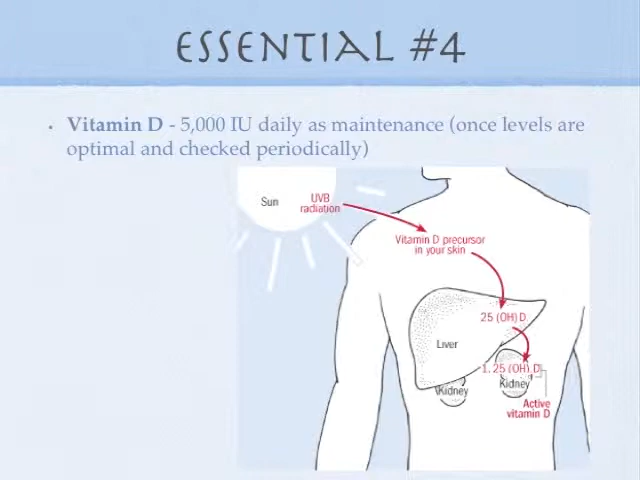 ESSENTIAL #4
• Vitamin D - 5,000 IU daily as maintenance (once levels are
optimal and checked periodically)
Sun
UVB
radiation
Vitamin D precursor
in your skin
25 (OH) D
Liver
1, 25 (OH) D
Kidney
Kidney
Active
vitamin D